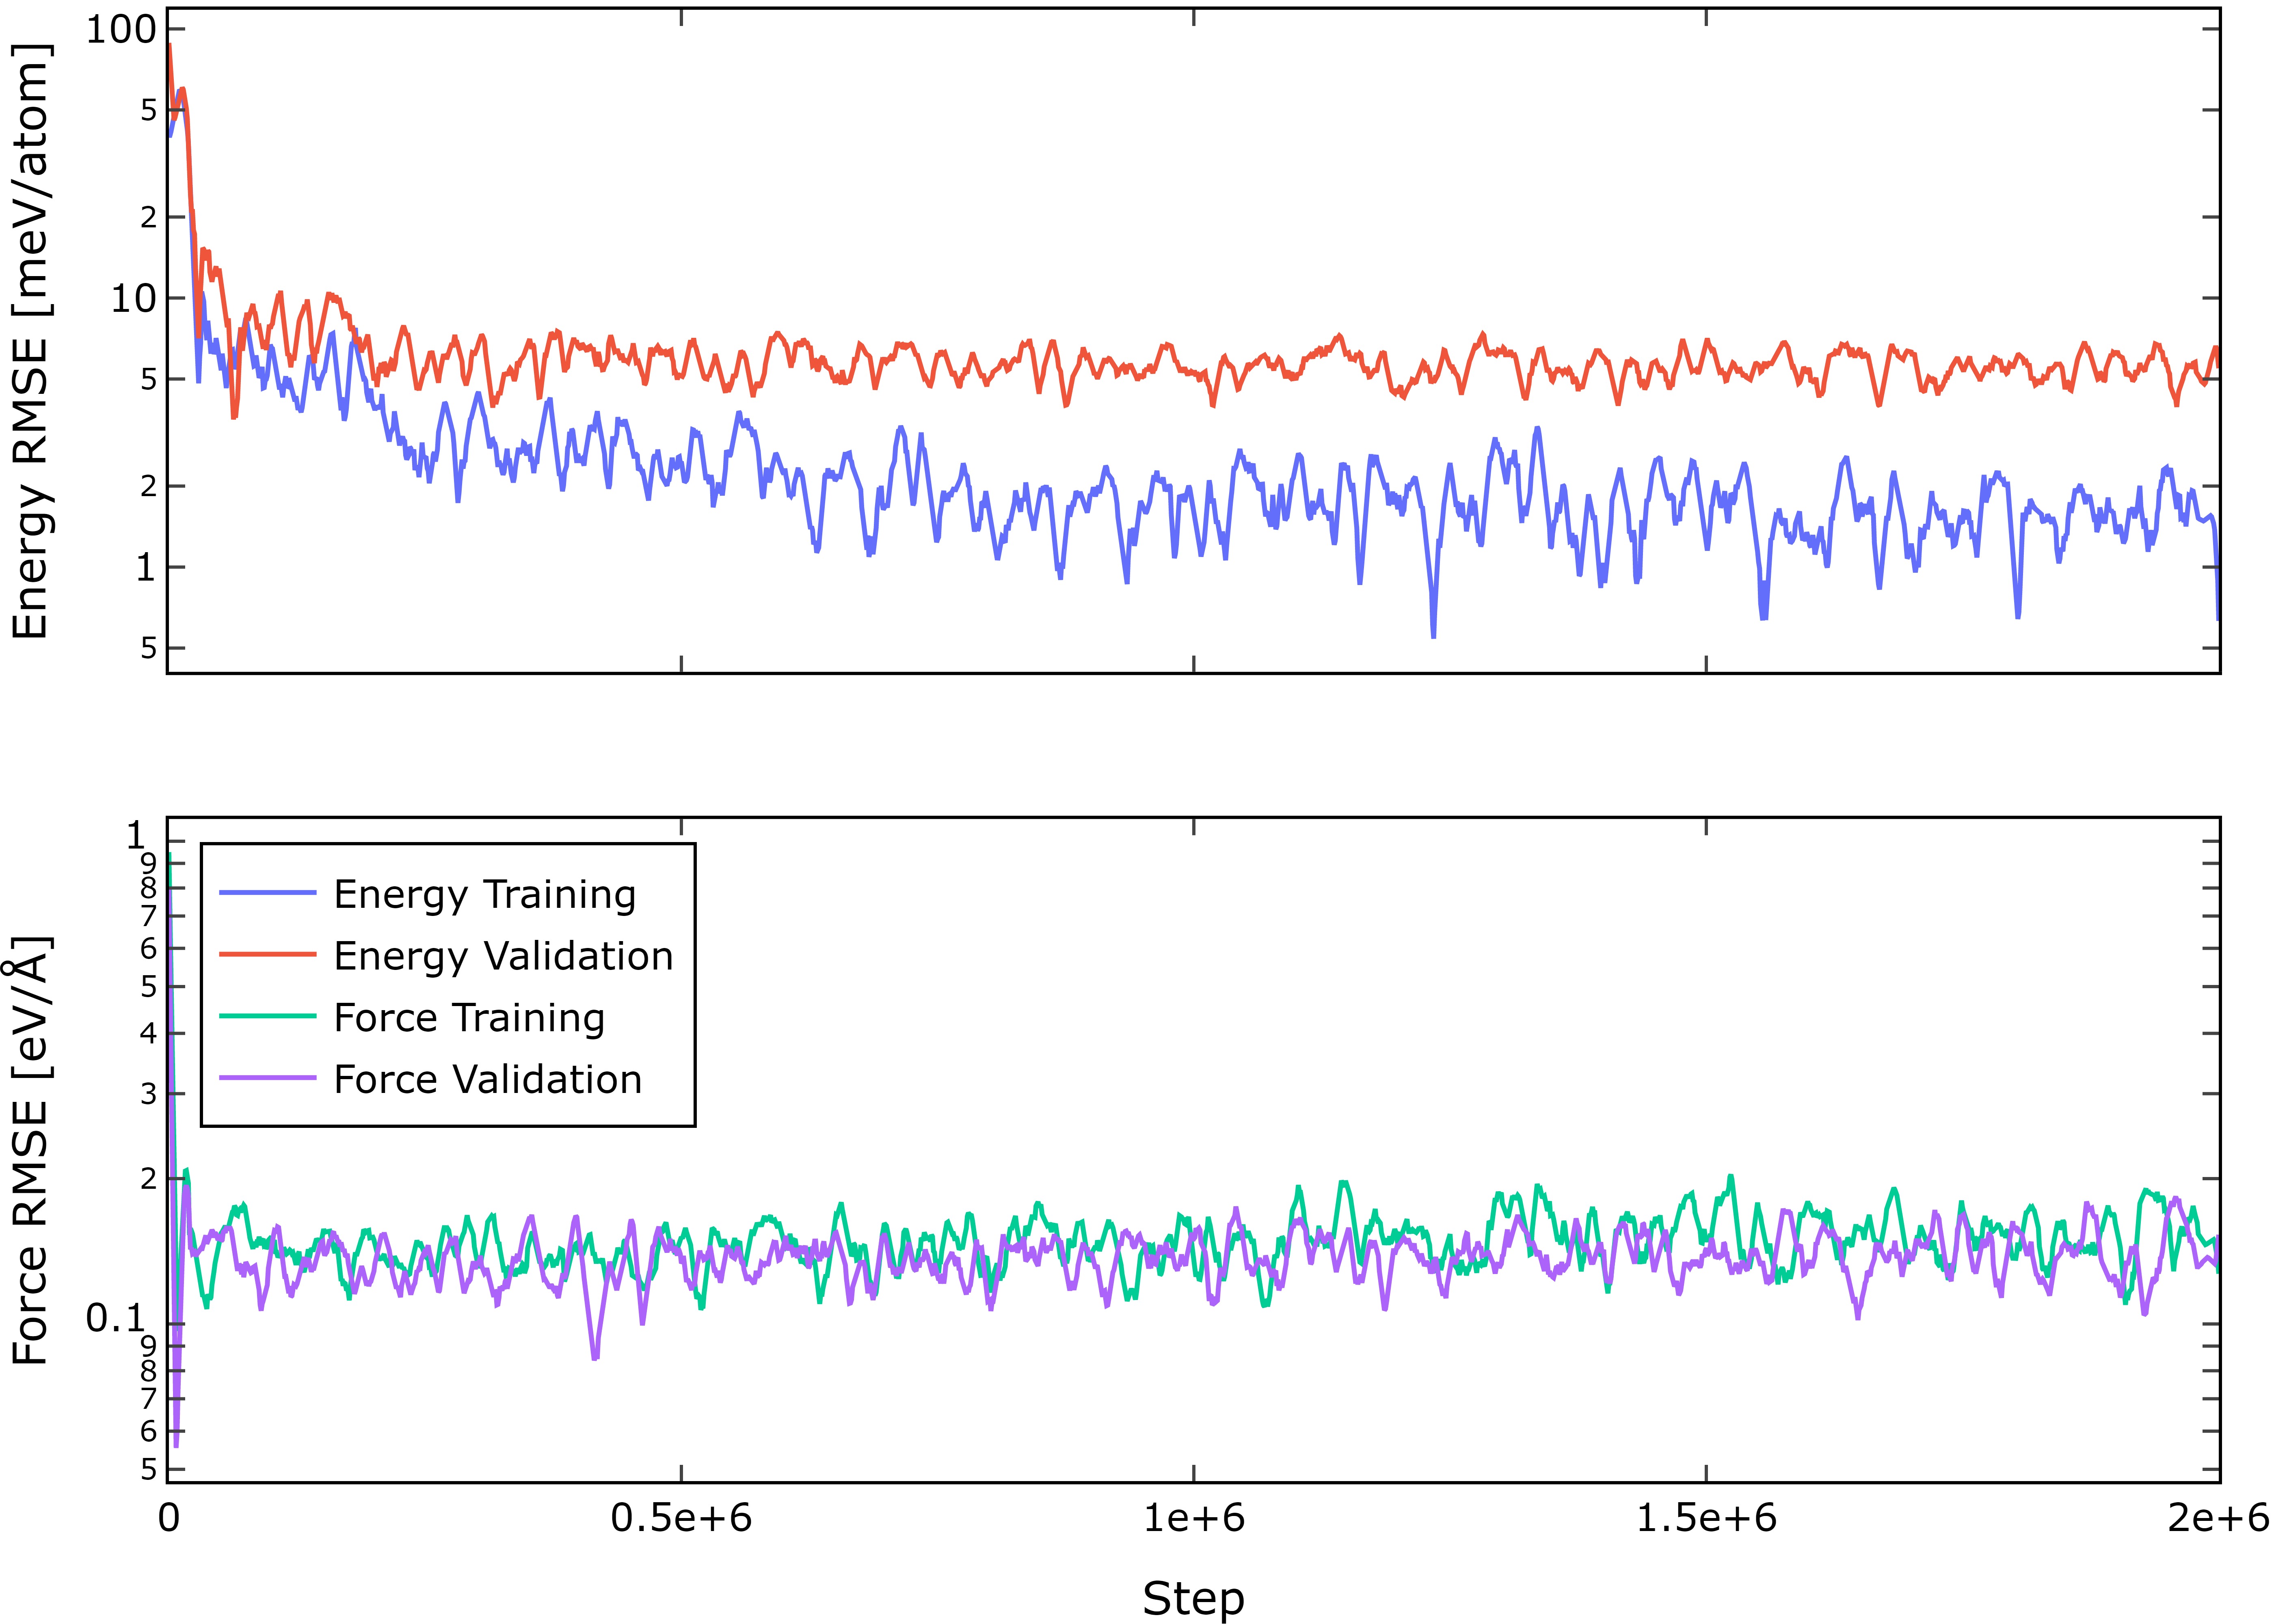 Energy RMSE [meV/atom]
100
5
2
10
5
2
1
5
Force RMSE [eV/Å]
1
9
8
7
6
5
4
3
2
0.1
9
8
7
6
5
Energy Training
Energy Validation
Force Training
Force Validation
0 0.5e+6 1e+6 1.5e+6 2e+6
Step